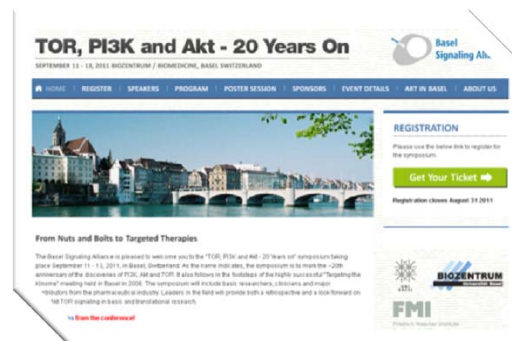 TOR, PI3K and Akt - 20 Years On
Basel
Signaling All.
SEPTEMBER 11 - 13, 2011 BIOZENTRUM / BIOMEDICINE, BASEL SWITZERLAND
HOME REGISTER SPEAKERS PROGRAM POSTER SESSION SPONSORS EVENT DETAILS ART IN BASEL ABOUT US
REGISTRATION
Please use the below link to register for
the symposium.
Get Your Ticket
Registration closes August 31 2011
From Nuts and Bolts to Targeted Therapies
The Basel Signaling Alliance is pleased to welcome you to the "TOR, PI3K and Akt - 20 Years on" symposium taking
place September 11 - 13, 2011, in Basel, Switzerland. As the name indicates, the symposium is to mark the ~20th
anniversary of the discoveries of PI3K, Akt and TOR. It also follows in the footsteps of the highly successful "Targeting the
Kinome" meeting held in Basel in 2006. The symposium will include basic researchers, clinicians and major
tributors from the pharmaceutical industry. Leaders in the field will provide both a retrospective and a look forward on
TOR signaling in basic and translational research.
from the conference!
UNI
BASEL
BIOZENTRUM
Universität Basel
FMI
Friedrich Miescher Institute